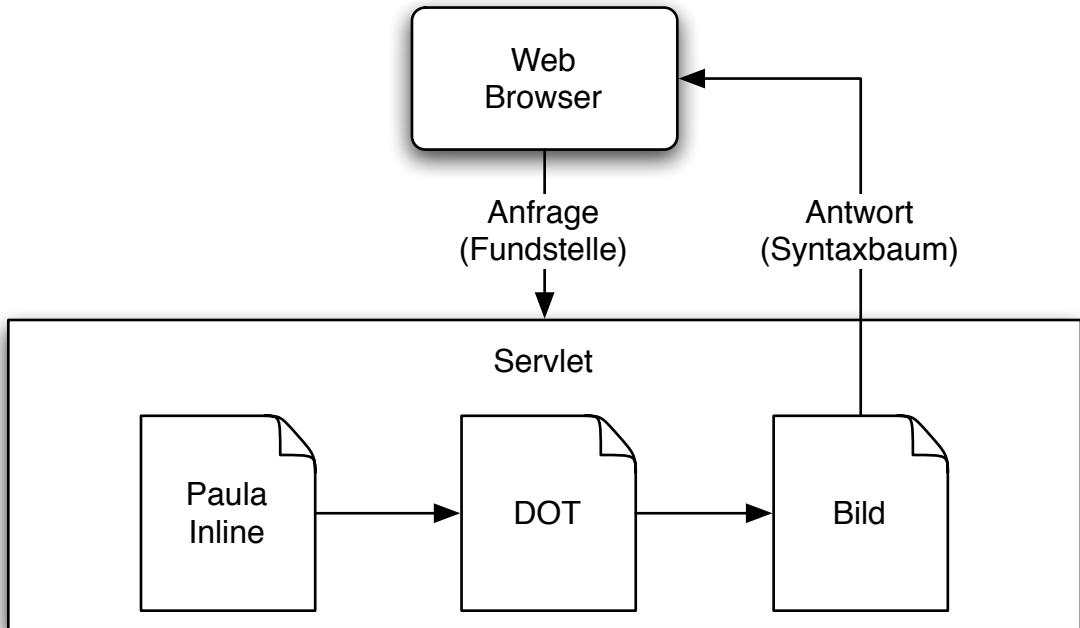 Web
Browser
Anfrage
(Fundstelle)
Antwort
(Syntaxbaum)
Servlet
Paula
Inline
DOT
Bild